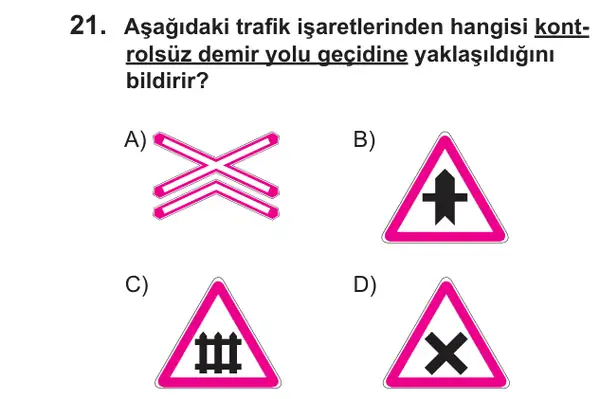 21. Aşağıdaki trafik işaretlerinden hangisi kont-
rolsüz demir yolu geçidine yaklaşıldığını
bildirir?
A) B)
C) D)